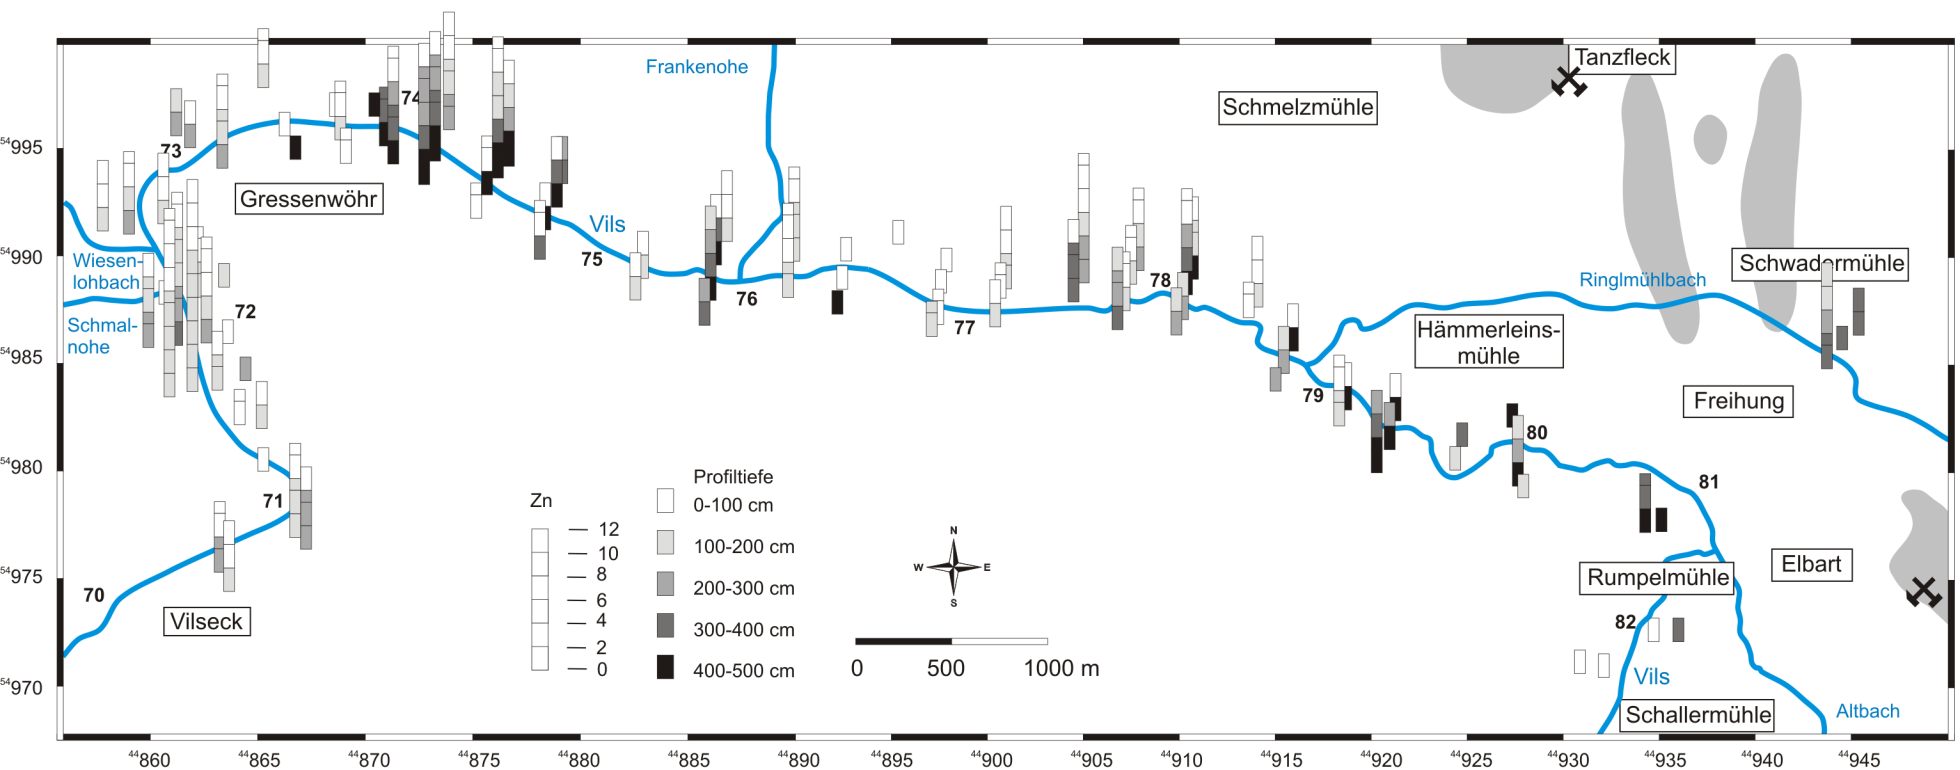 Tanzfleck
Frankenohe
Schmelzmühle
74
⁵⁴995
73
Gressenwöhr
Vils
⁵⁴990
Wiesen-
lohbach
75
76
78
77
Ringlmühlbach
Schwadermühle
72
Schmal-
nohe
Hämmerleins-
mühle
⁵⁴985
79
Freihung
80
⁵⁴980
71
81
Zn
12
10
8
6
4
2
0
Profiltiefe
0-100 cm
100-200 cm
200-300 cm
300-400 cm
400-500 cm
N
W E
S
0 500 1000 m
⁵⁴975
70
Vilseck
Elbart
Rumpelmühle
82
Vils
⁵⁴970
Schallermühle
Altbach
⁴⁴860 ⁴⁴865 ⁴⁴870 ⁴⁴875 ⁴⁴880 ⁴⁴885 ⁴⁴890 ⁴⁴895 ⁴⁴900 ⁴⁴905 ⁴⁴910 ⁴⁴915 ⁴⁴920 ⁴⁴925 ⁴⁴930 ⁴⁴935 ⁴⁴940 ⁴⁴945